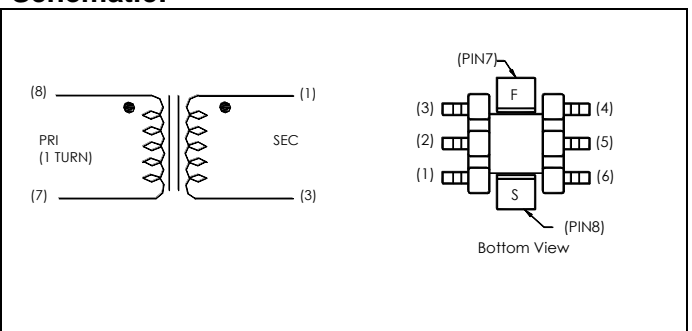 Schematic:
(8)
(1)
PRI
(1 TURN)
SEC
(7)
(3)
(PIN7)
F
(3)
(4)
(2)
(5)
(1)
(6)
S
(PIN8)
Bottom View